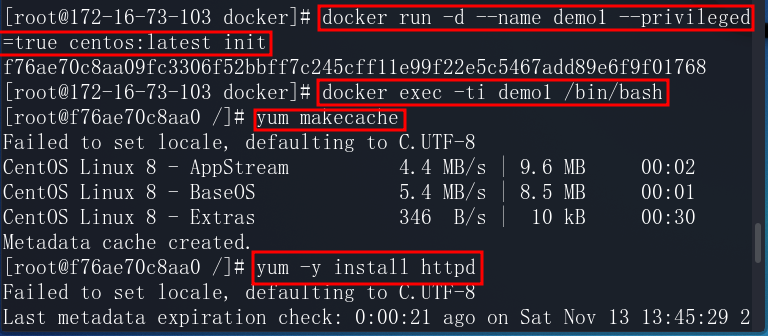 [root@172-16-73-103 docker]# docker run -d --name demo1 --privileged
=true centos:latest init
f76ae70c8aa09fc3306f52bbff7c245cff11e99f22e5c5467add89e6f9f01768
[root@172-16-73-103 docker]# docker exec -ti demo1 /bin/bash
[root@f76ae70c8aa0 /]# yum makecache
Failed to set locale, defaulting to C.UTF-8
CentOS Linux 8 - AppStream 4.4 MB/s | 9.6 MB 00:02
CentOS Linux 8 - BaseOS 5.4 MB/s | 8.5 MB 00:01
CentOS Linux 8 - Extras 346 B/s | 10 kB 00:30
Metadata cache created.
[root@f76ae70c8aa0 /]# yum -y install httpd
Failed to set locale, defaulting to C.UTF-8
Last metadata expiration check: 0:00:21 ago on Sat Nov 13 13:45:29 2